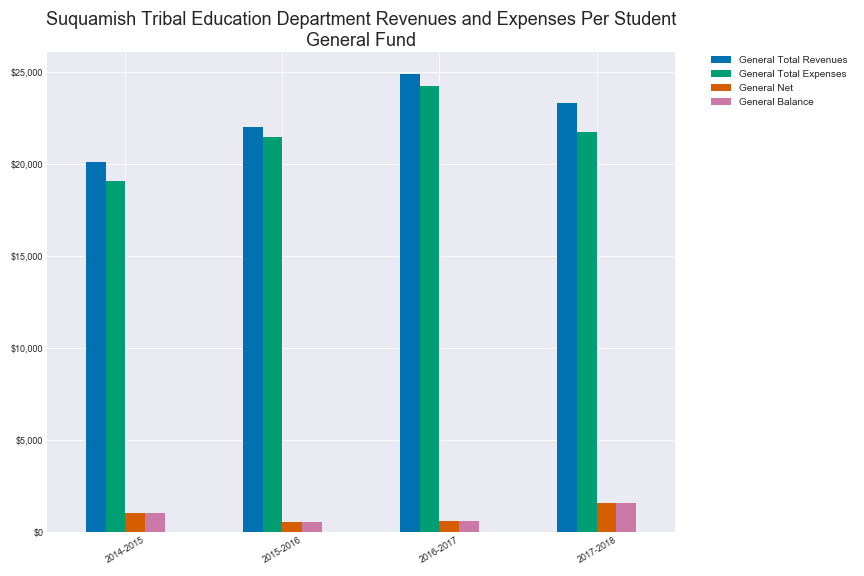 Suquamish Tribal Education Department Revenues and Expenses Per Student
General Fund
General Total Revenues
General Total Expenses
General Net
General Balance
$25,000
$20,000
$15,000
$10,000
$5,000
$0
2014-2015
2015-2016
2016-2017
2017-2018